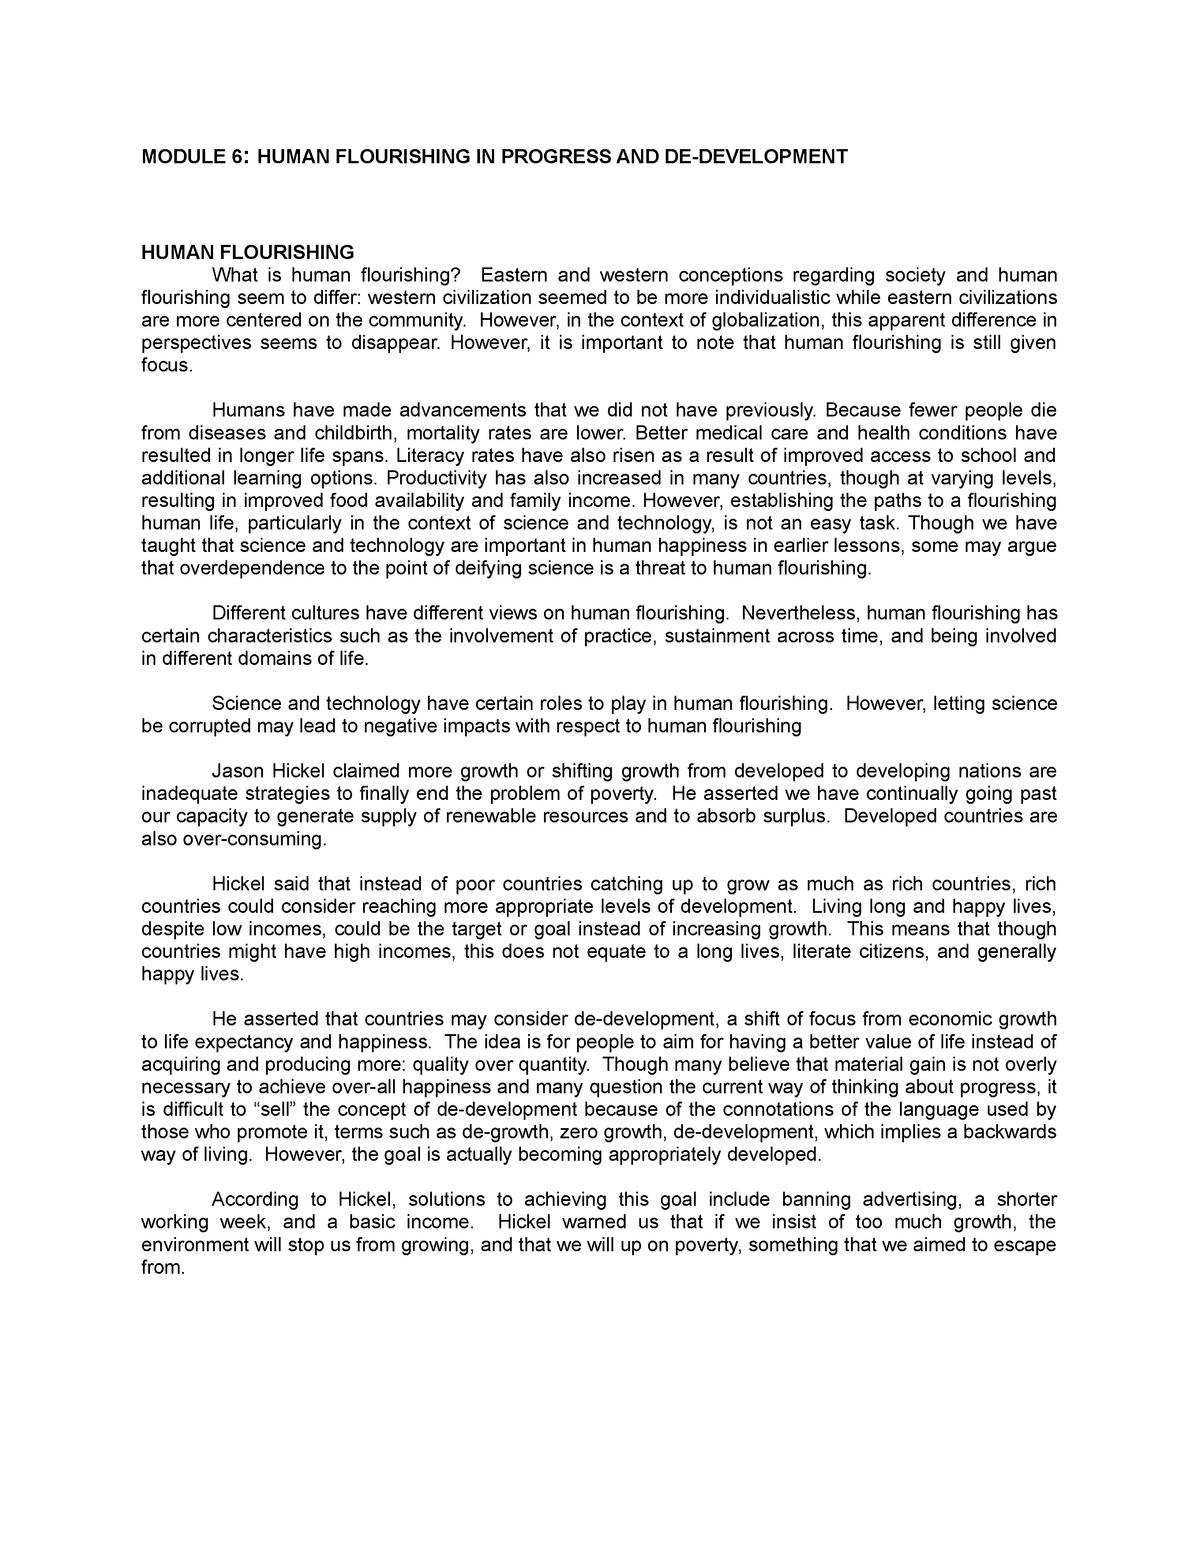 MODULE 6: HUMAN FLOURISHING IN PROGRESS AND DE-DEVELOPMENT
HUMAN FLOURISHING
What is human flourishing? Eastern and western conceptions regarding society and human
flourishing seem to differ: western civilization seemed to be more individualistic while eastern civilizations
are more centered on the community. However, in the context of globalization, this apparent difference in
perspectives seems to disappear. However, it is important to note that human flourishing is still given
focus.
Humans have made advancements that we did not have previously. Because fewer people die
from diseases and childbirth, mortality rates are lower. Better medical care and health conditions have
resulted in longer life spans. Literacy rates have also risen as a result of improved access to school and
additional learning options. Productivity has also increased in many countries, though at varying levels,
resulting in improved food availability and family income. However, establishing the paths to a flourishing
human life, particularly in the context of science and technology, is not an easy task. Though we have
taught that science and technology are important in human happiness in earlier lessons, some may argue
that overdependence to the point of deifying science is a threat to human flourishing.
Different cultures have different views on human flourishing. Nevertheless, human flourishing has
certain characteristics such as the involvement of practice, sustainment across time, and being involved
in different domains of life.
Science and technology have certain roles to play in human flourishing. However, letting science
be corrupted may lead to negative impacts with respect to human flourishing
Jason Hickel claimed more growth or shifting growth from developed to developing nations are
inadequate strategies to finally end the problem of poverty. He asserted we have continually going past
our capacity to generate supply of renewable resources and to absorb surplus. Developed countries are
also over-consuming.
Hickel said that instead of poor countries catching up to grow as much as rich countries, rich
countries could consider reaching more appropriate levels of development. Living long and happy lives,
despite low incomes, could be the target or goal instead of increasing growth. This means that though
countries might have high incomes, this does not equate to a long lives, literate citizens, and generally
happy lives.
He asserted that countries may consider de-development, a shift of focus from economic growth
to life expectancy and happiness. The idea is for people to aim for having a better value of life instead of
acquiring and producing more: quality over quantity. Though many believe that material gain is not overly
necessary to achieve over-all happiness and many question the current way of thinking about progress, it
is difficult to “sell” the concept of de-development because of the connotations of the language used by
those who promote it, terms such as de-growth, zero growth, de-development, which implies a backwards
way of living. However, the goal is actually becoming appropriately developed.
According to Hickel, solutions to achieving this goal include banning advertising, a shorter
working week, and a basic income. Hickel warned us that if we insist of too much growth, the
environment will stop us from growing, and that we will up on poverty, something that we aimed to escape
from.